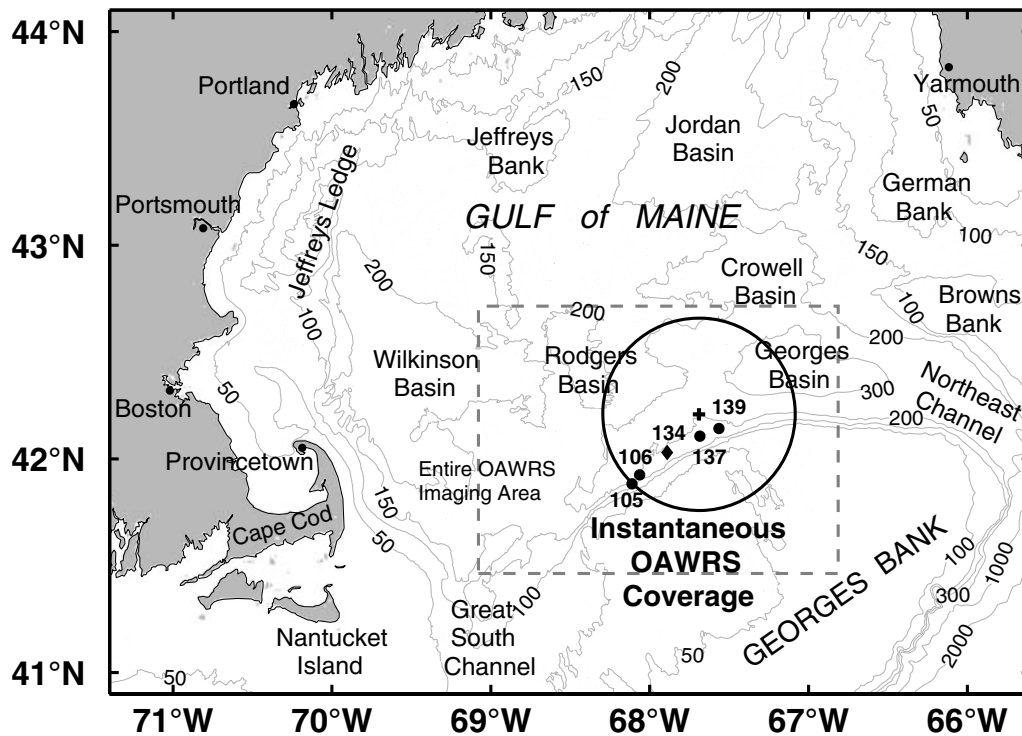 44°N
Portland
150
200
Yarmouth
50
Jeffreys
Bank
Jordan
Basin
Jeffreys Ledge
German
Bank
Portsmouth
GULF of MAINE
100
43°N
150
150
200
Crowell
Basin
100
Browns
Bank
100
200
200
Wilkinson
Basin
Rodgers
Basin
Georges
Basin
300
Northeast
Channel
50
Boston
139
200
134
137
42°N
Provincetown
106
Entire OAWRS
Imaging Area
105
150
Cape Cod
50
Instantaneous
OAWRS
Coverage
100
GEORGES BANK
100
1000
300
2000
Great
South
Channel
Nantucket
Island
50
41°N
50
71°W
70°W
69°W
68°W
67°W
66°W